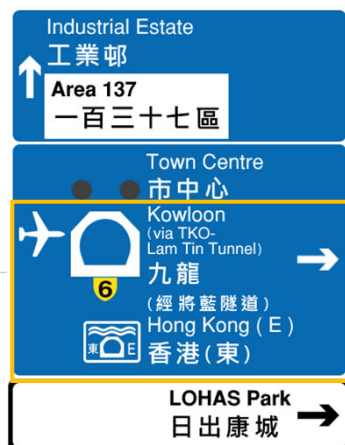 Industrial Estate
工業邨
Area 137
一百三十七區
Town Centre
市中心
Kowloon
(via TKO-
Lam Tin Tunnel)
九龍
(經將藍隧道)
6
Hong Kong ( E )
香港(東)
東 E
LOHAS Park
日出康城